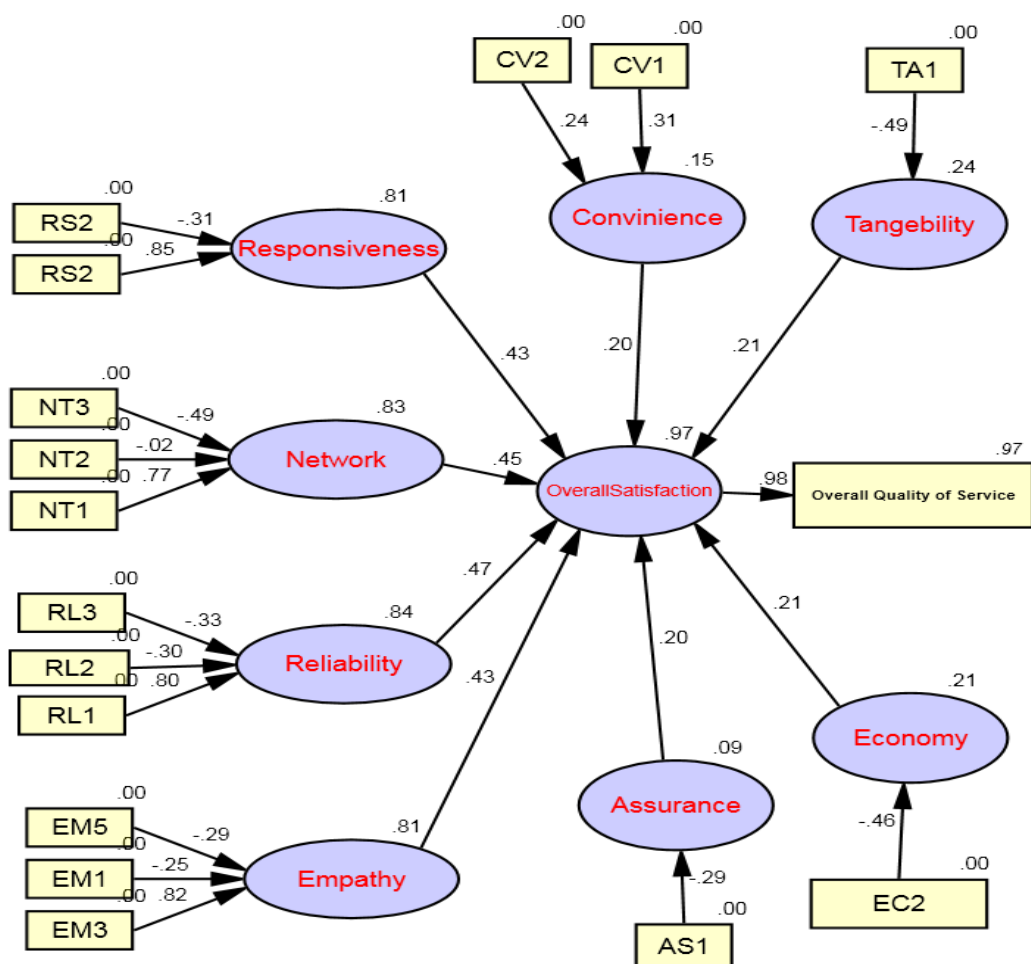 .00
CV2
.00
CV1
.00
TA1
.24
.31
-.49
.15
Convinience
.24
Tangebility
.00
RS2
-.31
.00
RS2
.85
.81
Responsiveness
.43
.20
.21
.00
NT3
-.49
.00
NT2
-.02
.00
NT1
.77
.83
Network
.45
.97
OverallSatisfaction
.98
.97
Overall Quality of Service
.00
RL3
-.33
.00
RL2
-.30
.00
RL1
.80
.84
Reliability
.47
.00
EM5
-.29
.00
EM1
-.25
.00
EM3
.82
.81
Empathy
.43
.20
.09
Assurance
-.29
.00
AS1
.21
.21
Economy
-.46
.00
EC2